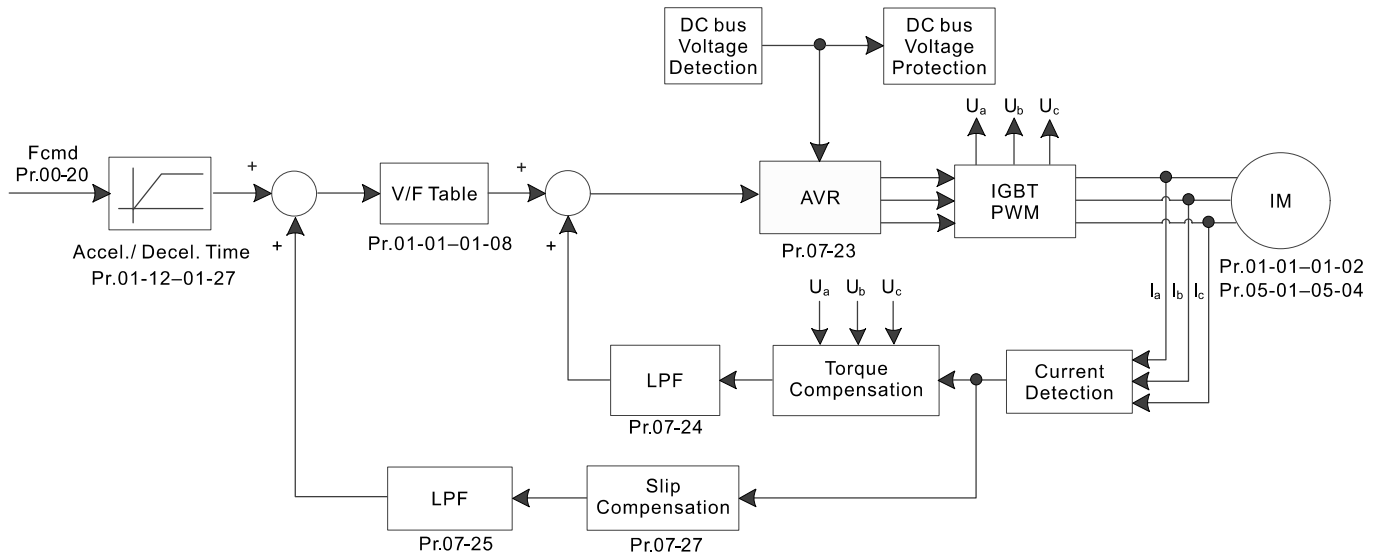 DC bus
Voltage
Detection
DC bus
Voltage
Protection
Ua Ub Uc
Fcmd
Pr.00-20
+
+
Accel./ Decel. Time
Pr.01-12–01-27
V/F Table
Pr.01-01–01-08
+
+
AVR
Pr.07-23
IGBT
PWM
IM
Pr.01-01–01-02
Pr.05-01–05-04
Ia Ib Ic
Ua Ub Uc
LPF
Pr.07-24
Torque
Compensation
Current
Detection
LPF
Pr.07-25
Slip
Compensation
Pr.07-27